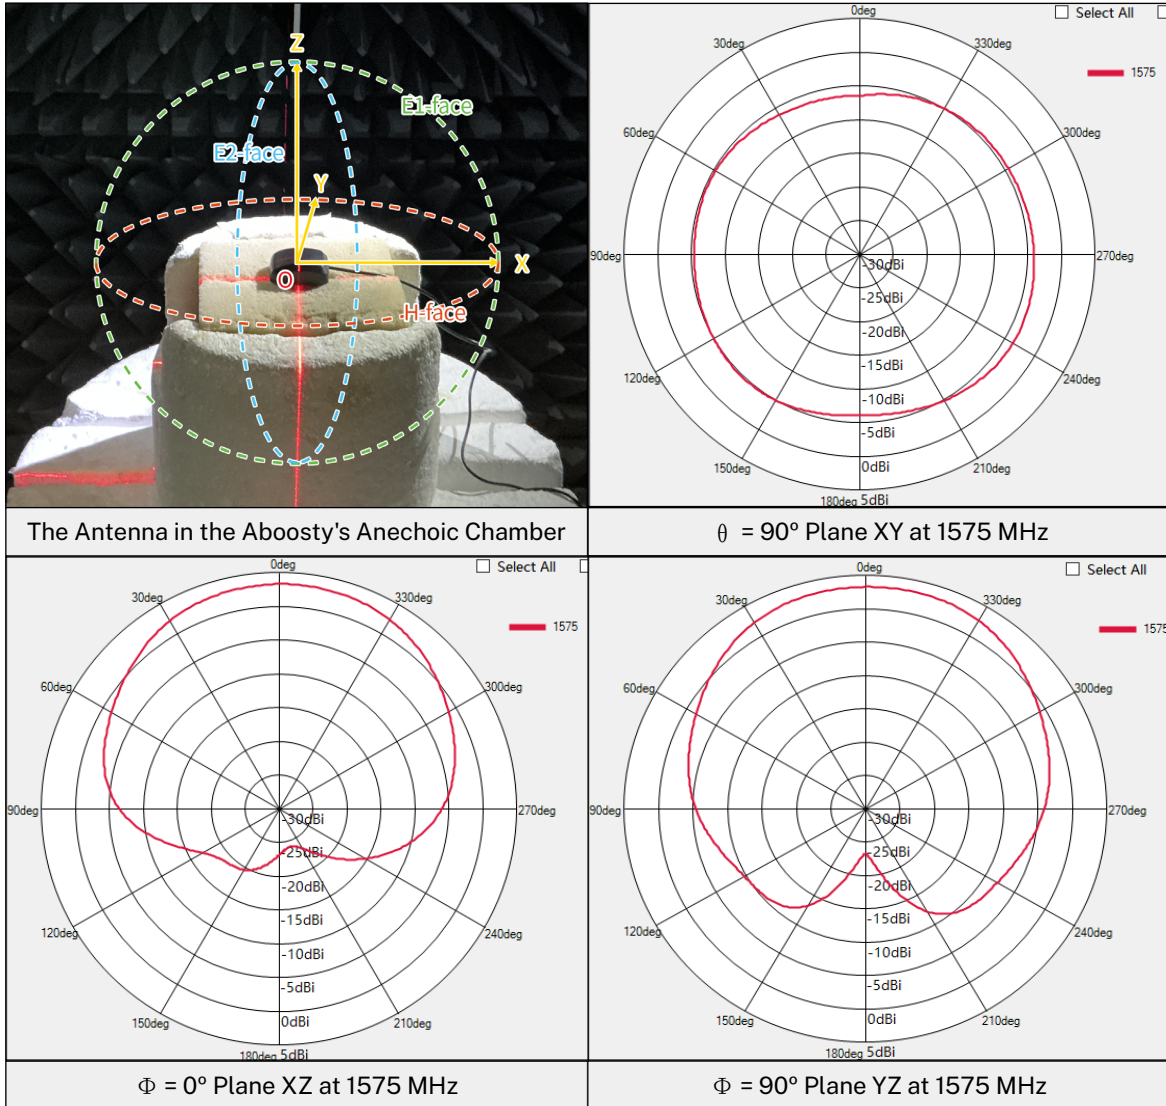 Z
E1-face
E2-face
Y
X
O
H-face
The Antenna in the Aboosty's Anechoic Chamber
0deg
Select All
30deg
330deg
1575
60deg
300deg
90deg
270deg
-30dBi
-25dBi
-20dBi
-15dBi
120deg
240deg
-10dBi
-5dBi
150deg
210deg
0dBi
180deg 5dBi
θ = 90º Plane XY at 1575 MHz
0deg
Select All
30deg
330deg
1575
60deg
300deg
90deg
270deg
-30dBi
-25dBi
-20dBi
-15dBi
120deg
240deg
-10dBi
-5dBi
150deg
210deg
0dBi
180deg 5dBi
Φ = 0º Plane XZ at 1575 MHz
0deg
Select All
30deg
330deg
1575
60deg
300deg
90deg
270deg
-30dBi
-25dBi
-20dBi
-15dBi
120deg
240deg
-10dBi
-5dBi
150deg
210deg
0dBi
180deg 5dBi
Φ = 90º Plane YZ at 1575 MHz